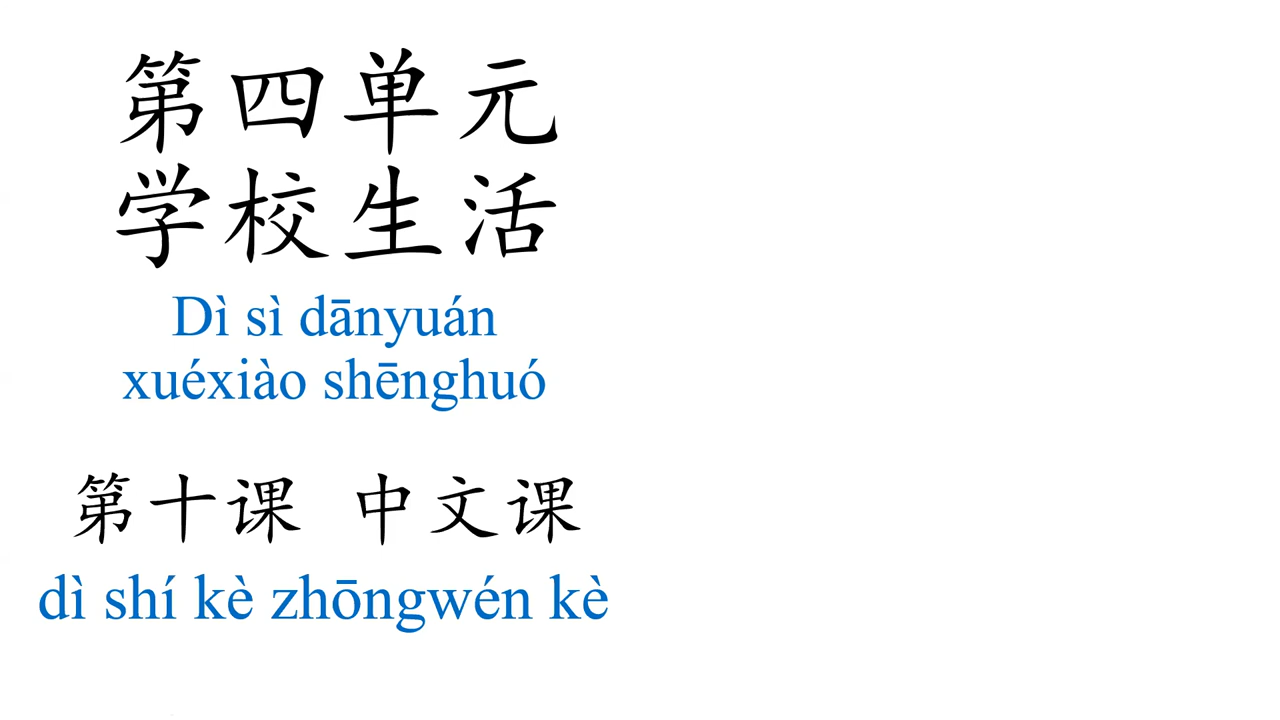 第四单元
学校生活
Dì sì dānyuán
xuéxiào shēnghuó
第十课 中文课
dì shí kè zhōngwén kè